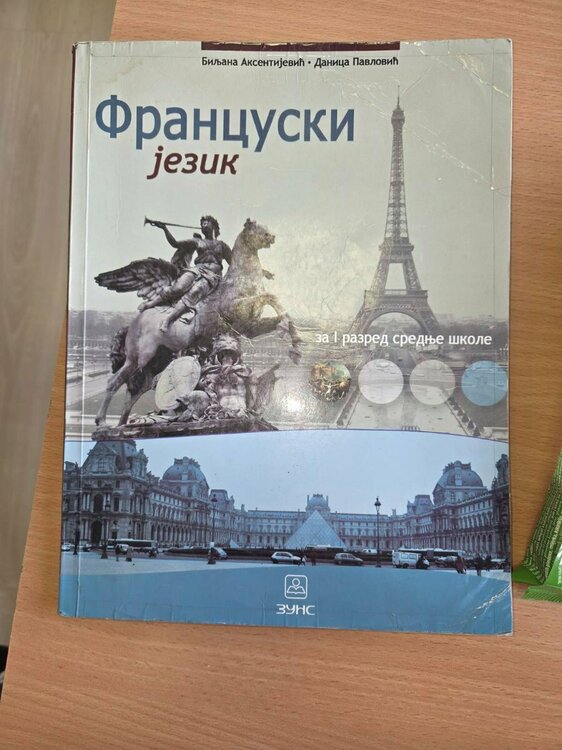 Биљана Аксентијевић • Даница Павловић
Француски
језик
за I разред средње школе
ЗУНС